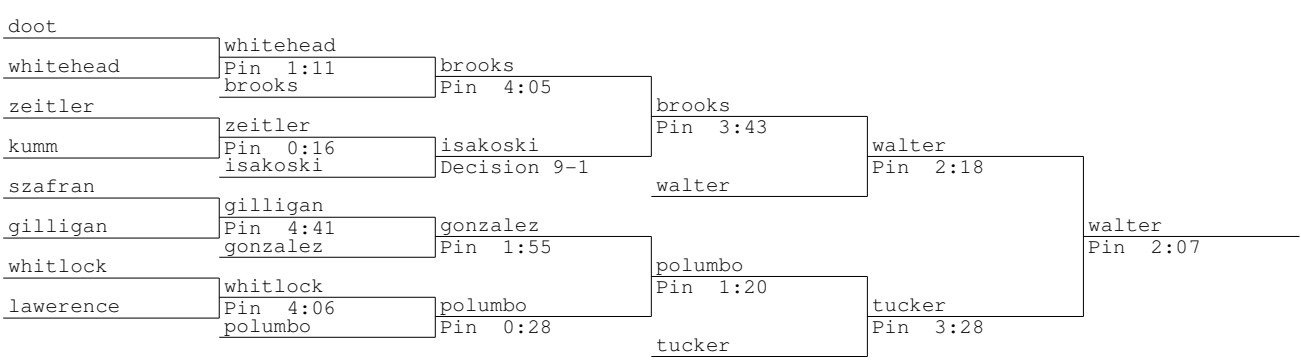 doot
whitehead
whitehead
Pin 1:11
brooks
brooks
Pin 4:05
zeitler
brooks
Pin 3:43
zeitler
kumm
Pin 0:16
isakoski
isakoski
Decision 9-1
walter
Pin 2:18
szafran
walter
gilligan
gilligan
Pin 4:41
gonzalez
gonzalez
Pin 1:55
walter
Pin 2:07
whitlock
polumbo
Pin 1:20
whitlock
lawerence
Pin 4:06
polumbo
polumbo
Pin 0:28
tucker
Pin 3:28
tucker